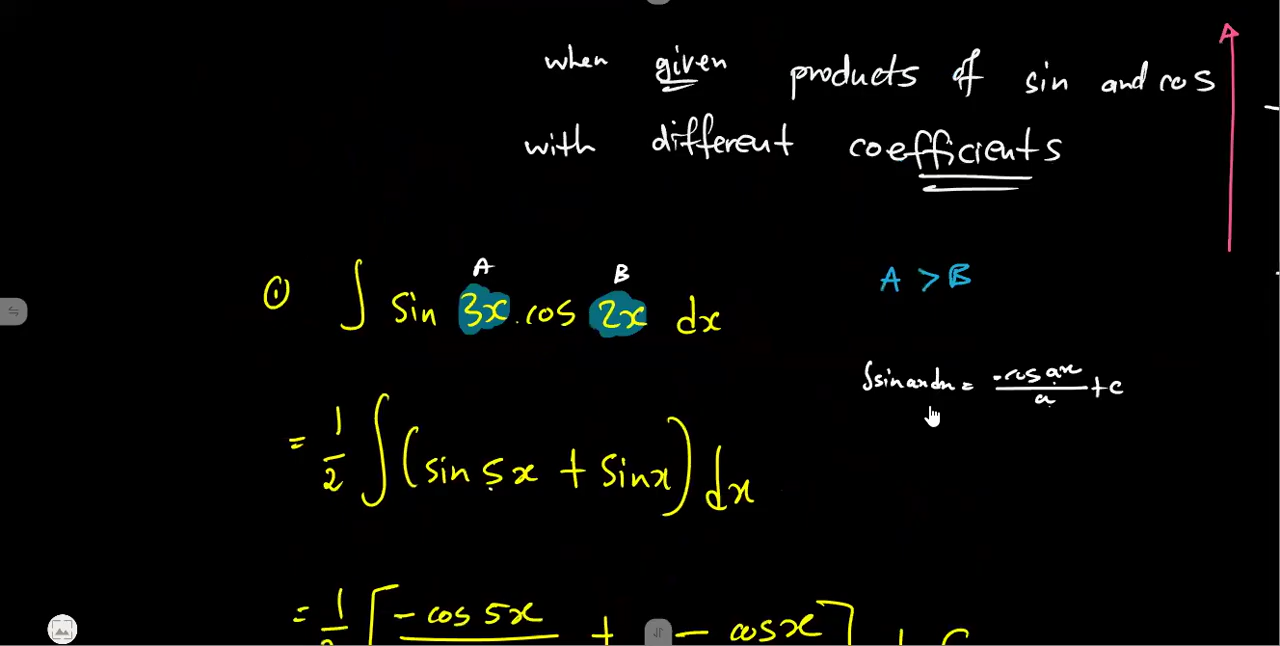 when given products of sin and cos
with different coefficients
A B
① ∫ sin 3x . cos 2x dx
A > B
∫sin ax dx = -cos ax / a + c
= 1/2 ∫ (sin 5x + sin x) dx
= 1/2 [ - cos 5x + - cos x ] +